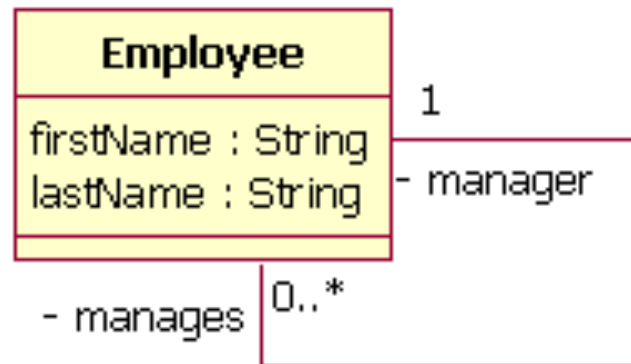 Employee
1
firstName : String
lastName : String
- manager
0..*
- manages